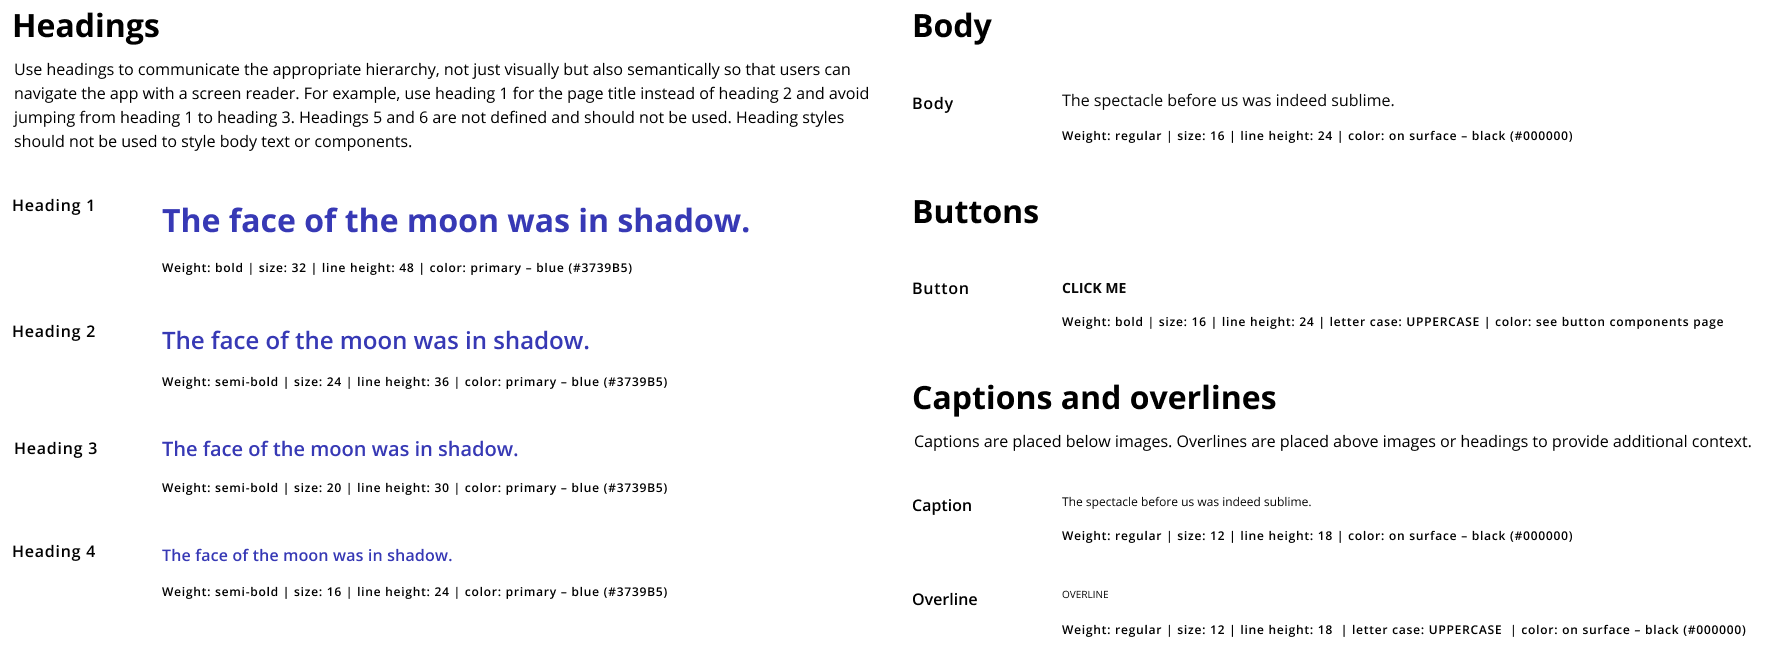 Headings
Use headings to communicate the appropriate hierarchy, not just visually but also semantically so that users can
navigate the app with a screen reader. For example, use heading 1 for the page title instead of heading 2 and avoid
jumping from heading 1 to heading 3. Headings 5 and 6 are not defined and should not be used. Heading styles
should not be used to style body text or components.
Heading 1
The face of the moon was in shadow.
Weight: bold | size: 32 | line height: 48 | color: primary – blue (#3739B5)
Heading 2
The face of the moon was in shadow.
Weight: semi-bold | size: 24 | line height: 36 | color: primary – blue (#3739B5)
Heading 3
The face of the moon was in shadow.
Weight: semi-bold | size: 20 | line height: 30 | color: primary – blue (#3739B5)
Heading 4
The face of the moon was in shadow.
Weight: semi-bold | size: 16 | line height: 24 | color: primary – blue (#3739B5)
Body
Body
The spectacle before us was indeed sublime.
Weight: regular | size: 16 | line height: 24 | color: on surface – black (#000000)
Buttons
Button
CLICK ME
Weight: bold | size: 16 | line height: 24 | letter case: UPPERCASE | color: see button components page
Captions and overlines
Captions are placed below images. Overlines are placed above images or headings to provide additional context.
Caption
The spectacle before us was indeed sublime.
Weight: regular | size: 12 | line height: 18 | color: on surface – black (#000000)
Overline
OVERLINE
Weight: regular | size: 12 | line height: 18 | letter case: UPPERCASE | color: on surface – black (#000000)